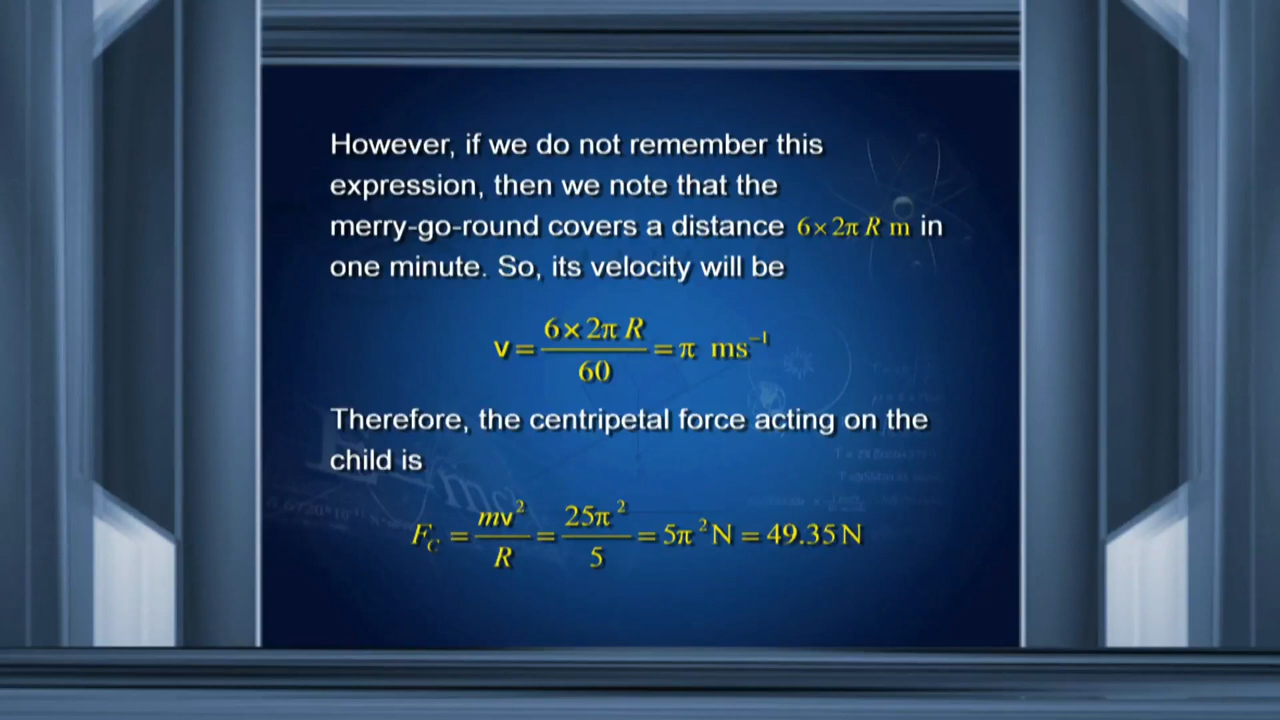 However, if we do not remember this
expression, then we note that the
merry-go-round covers a distance 6×2π R m in
one minute. So, its velocity will be
v = 6×2π R / 60 = π ms⁻¹
Therefore, the centripetal force acting on the
child is
F_C = mv² / R = 25π² / 5 = 5π² N = 49.35 N